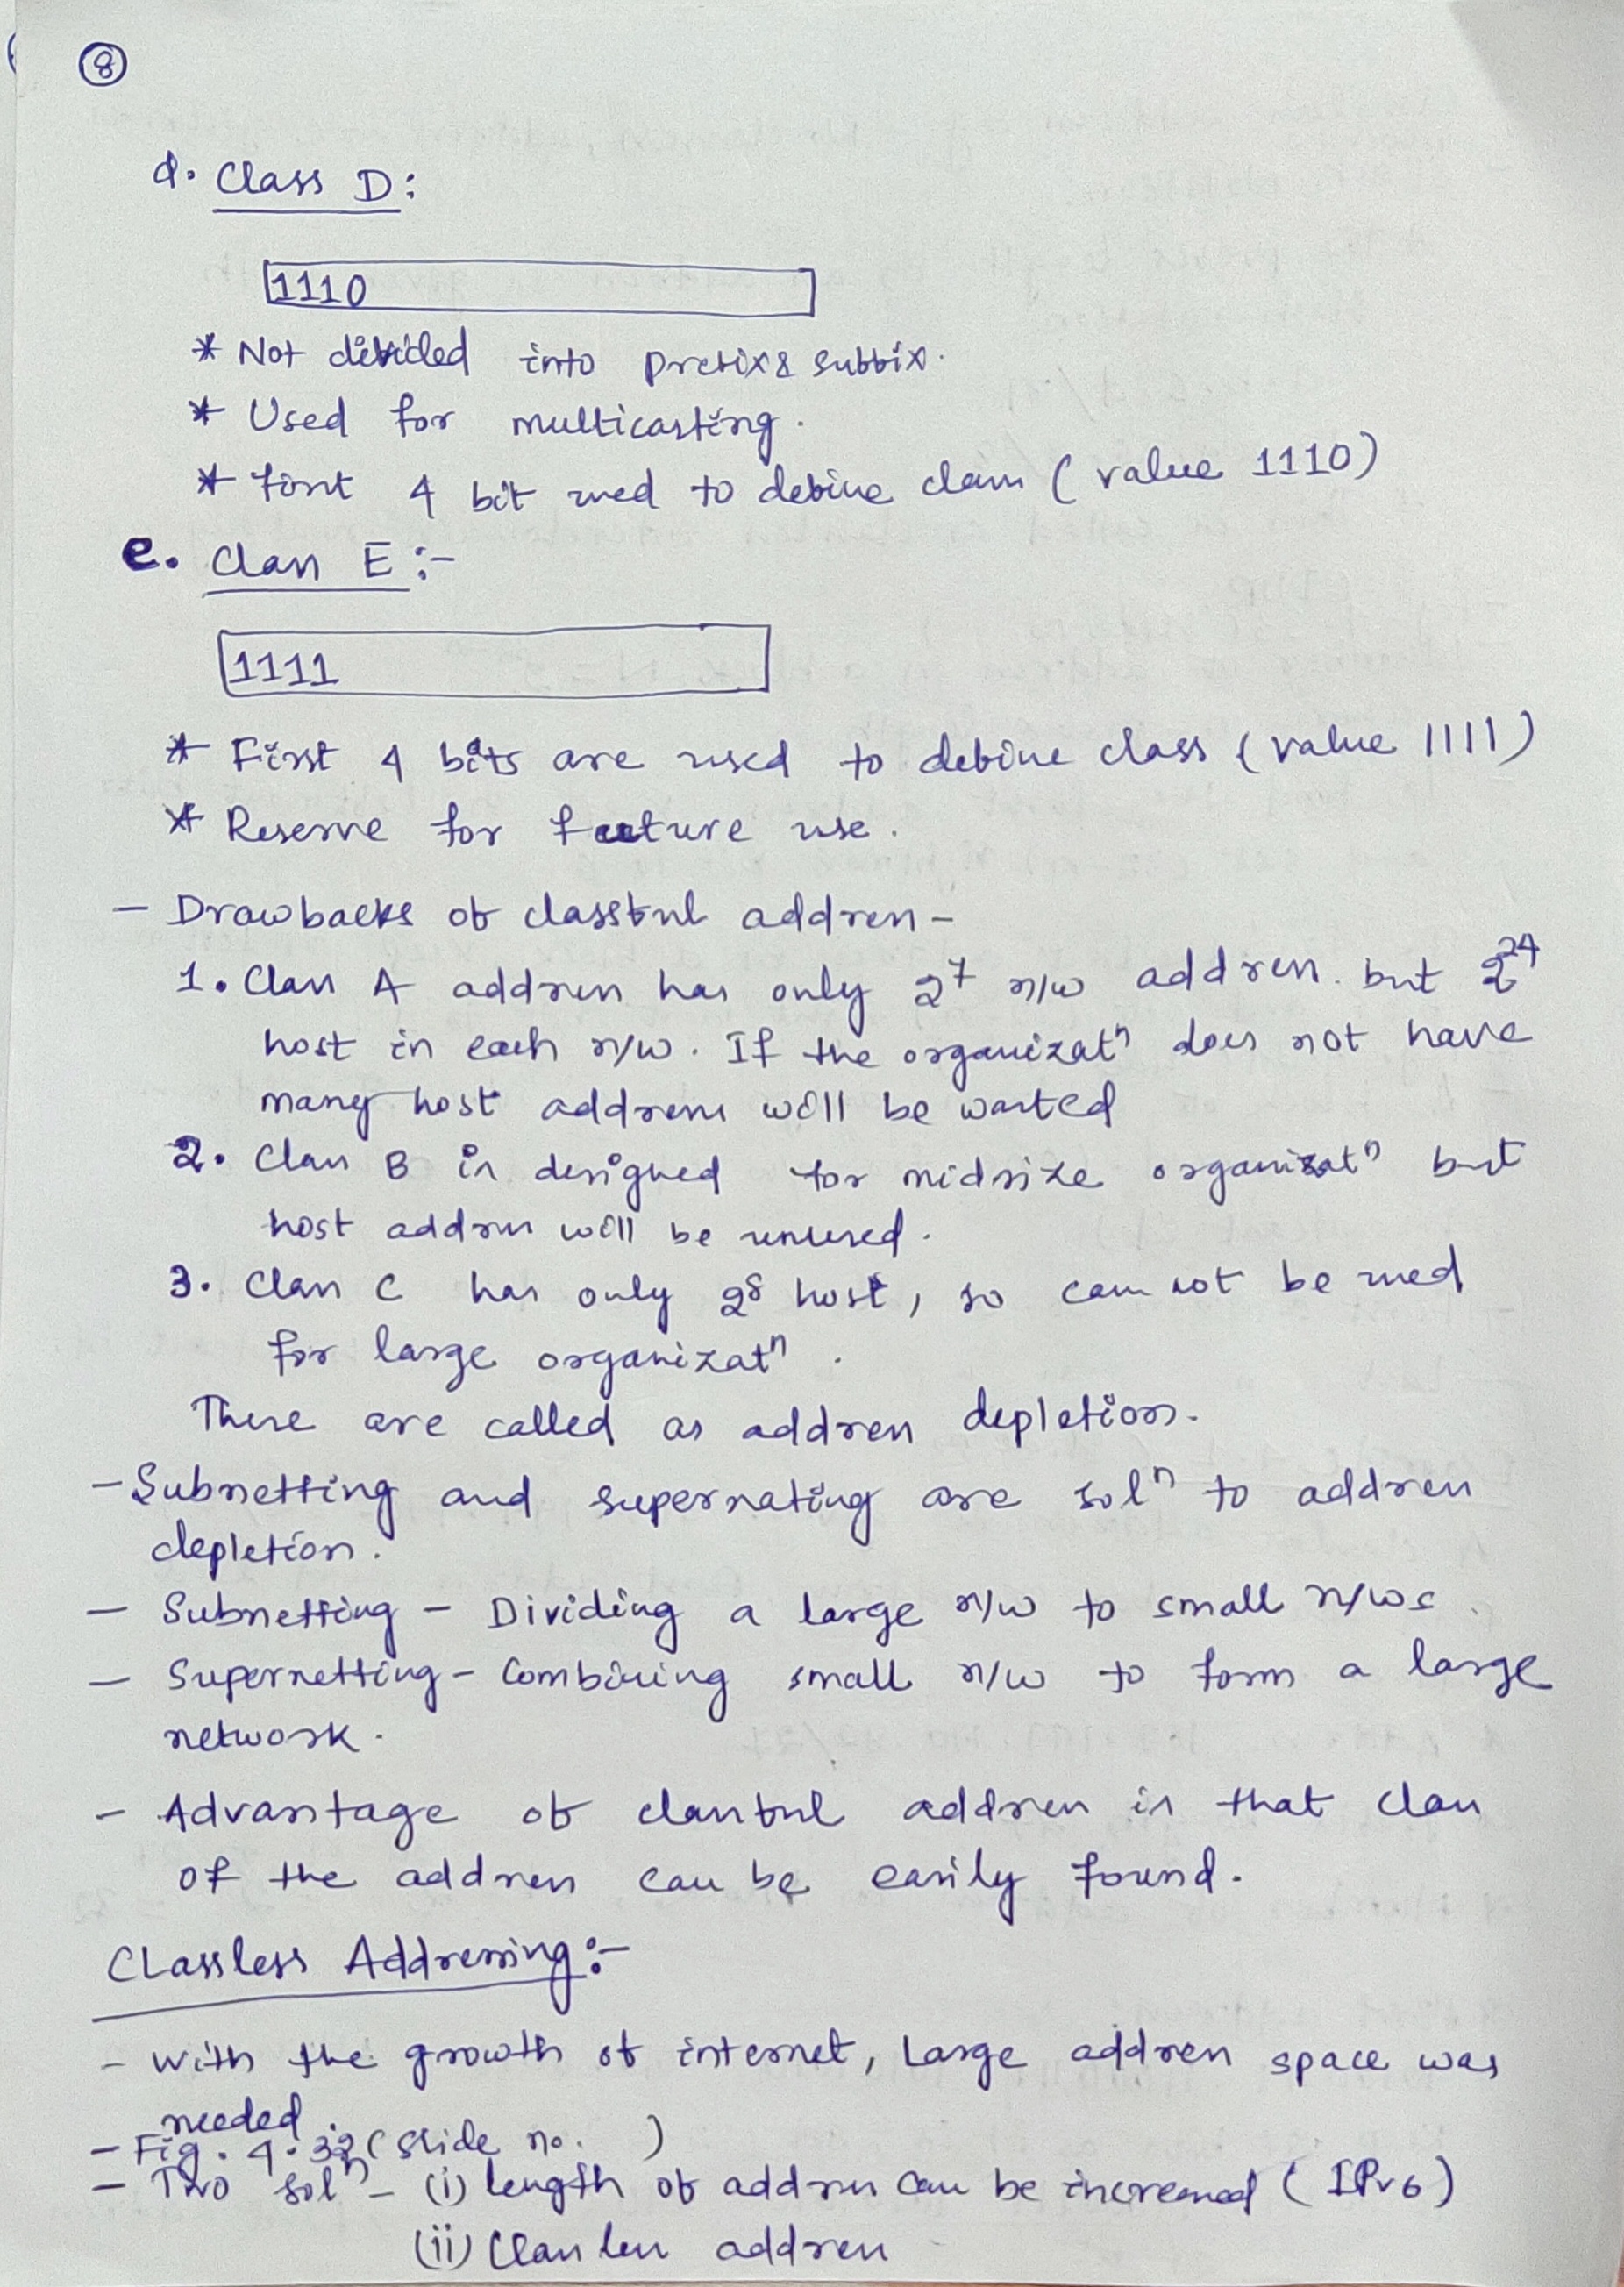 8
d. Class D:
1110
* Not divided into prefix & suffix.
* Used for multicasting.
* First 4 bit used to define class (value 1110)
e. Class E :-
1111
* First 4 bits are used to define class (value 1111)
* Reserve for future use.
- Drawbacks of classful address -
1. Class A address has only 2^7 n/w address. but 2^24
host in each n/w. If the organizatⁿ does not have
many host address will be wasted
2. Class B is designed for midsize organizatⁿ but
host address will be unused.
3. Class C has only 2^8 host, so can not be used
for large organizatⁿ.
These are called as address depletion.
- Subnetting and supernating are solⁿ to address
depletion.
- Subnetting - Dividing a large n/w to small n/ws.
- Supernetting - Combining small n/w to form a large
network.
- Advantage of classful address is that class
of the address can be easily found.
Classless Addressing :-
- With the growth of internet, Large address space was
needed.
- Fig. 4.32 (Slide no. )
- Two solⁿ - (i) length of address can be increased (IPv6)
(ii) Class less address